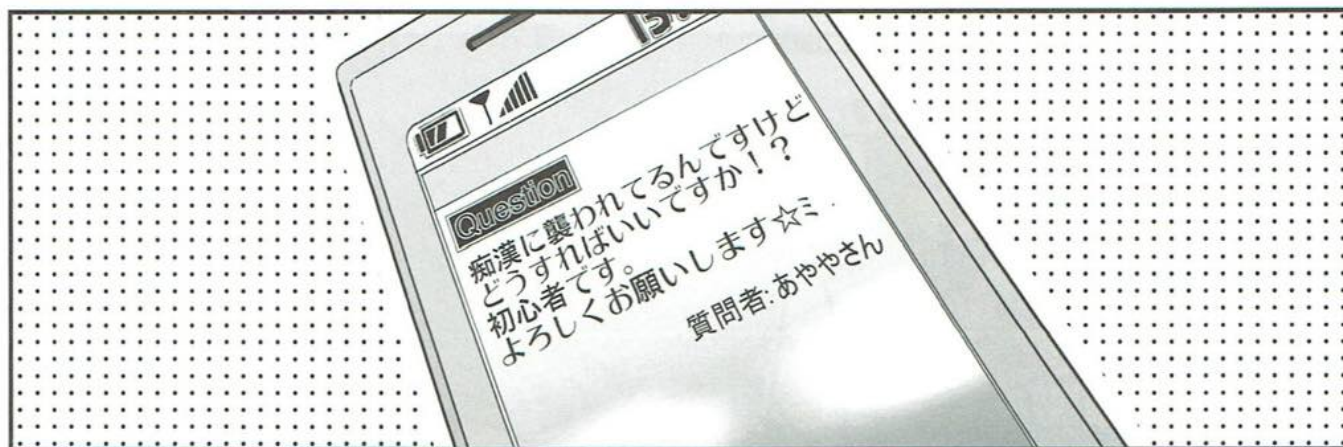 Question
痴漢に襲われてるんですけど
どうすればいいですか！？
初心者です。
よろしくお願いします☆ミ
質問者:あややさん